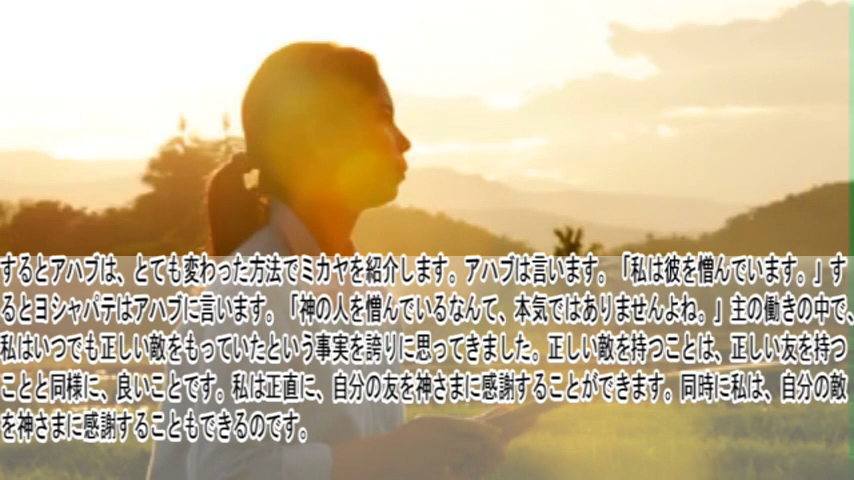 するとアハブは、とても変わった方法でミカヤを紹介します。アハブは言います。「私は彼を憎んでいます。」す
るとヨシャパテはアハブに言います。「神の人を憎んでいるなんて、本気ではありませんよね。」主の働きの中で、
私はいつでも正しい敵をもっていたという事実を誇りに思ってきました。正しい敵を持つことは、正しい友を持つ
ことと同様に、良いことです。私は正直に、自分の友を神さまに感謝することができます。同時に私は、自分の敵
を神さまに感謝することもできるのです。